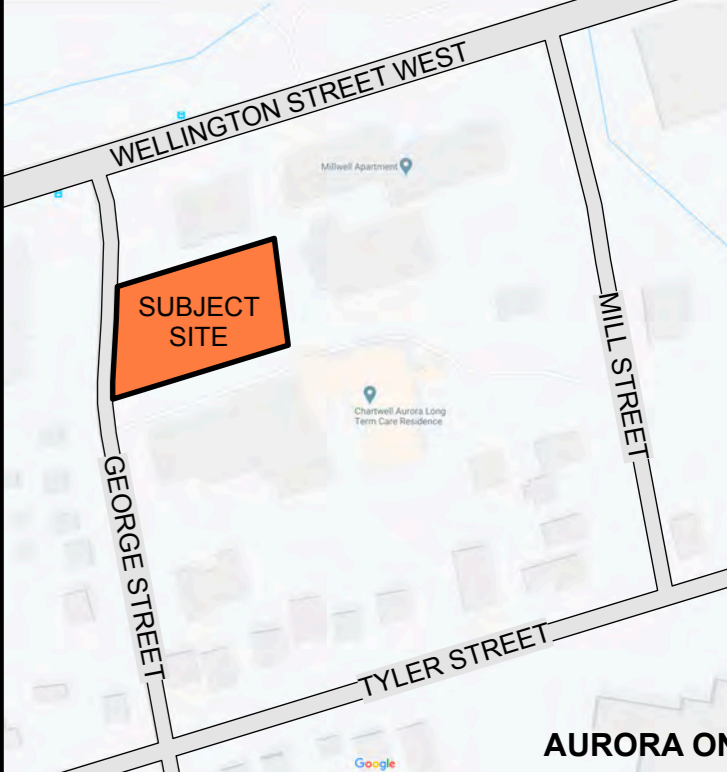 WELLINGTON STREET WEST
Millwell Apartment
SUBJECT
SITE
MILL STREET
Chartwell Aurora Long
Term Care Residence
GEORGE STREET
TYLER STREET
AURORA ON
Google